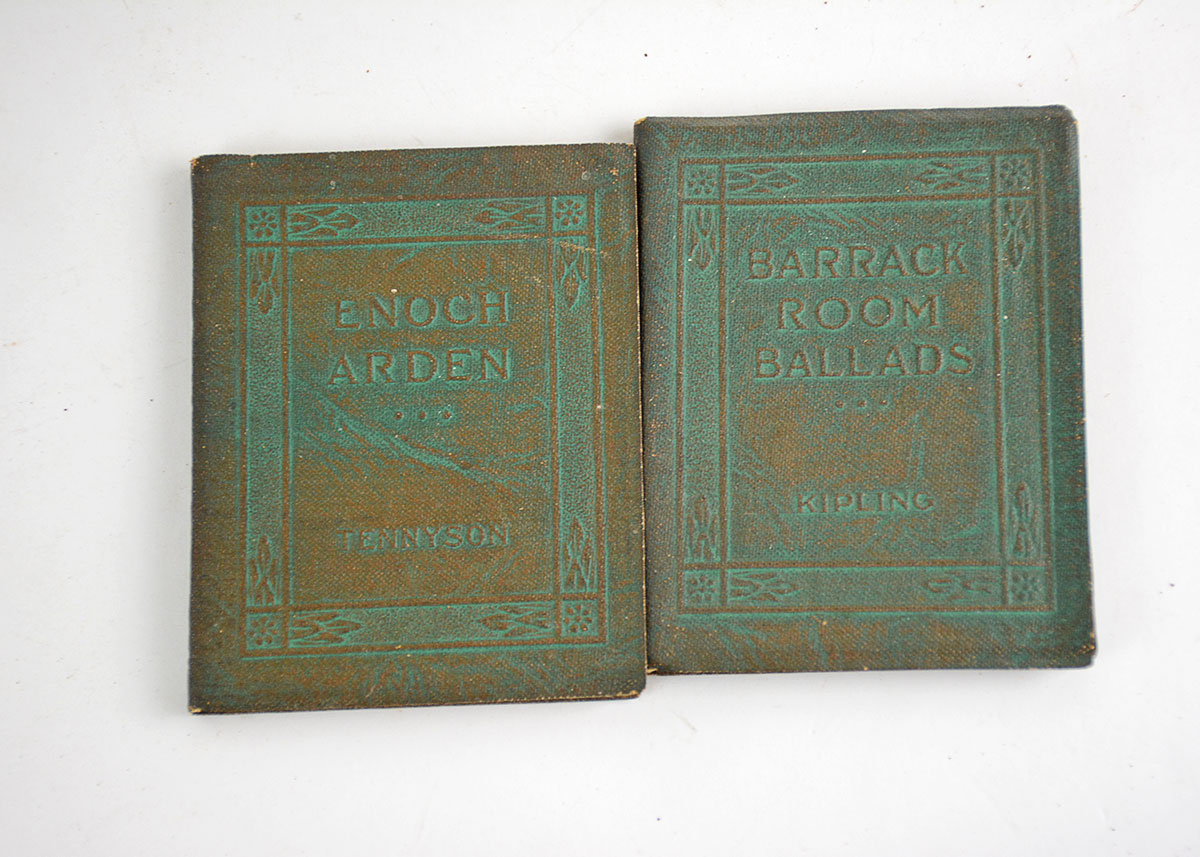 ENOCH
ARDEN
TENNYSON
BARRACK
ROOM
BALLADS
KIPLING